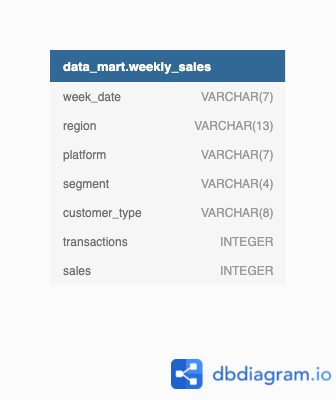 data_mart.weekly_sales
week_date VARCHAR(7)
region VARCHAR(13)
platform VARCHAR(7)
segment VARCHAR(4)
customer_type VARCHAR(8)
transactions INTEGER
sales INTEGER
dbdiagram.io